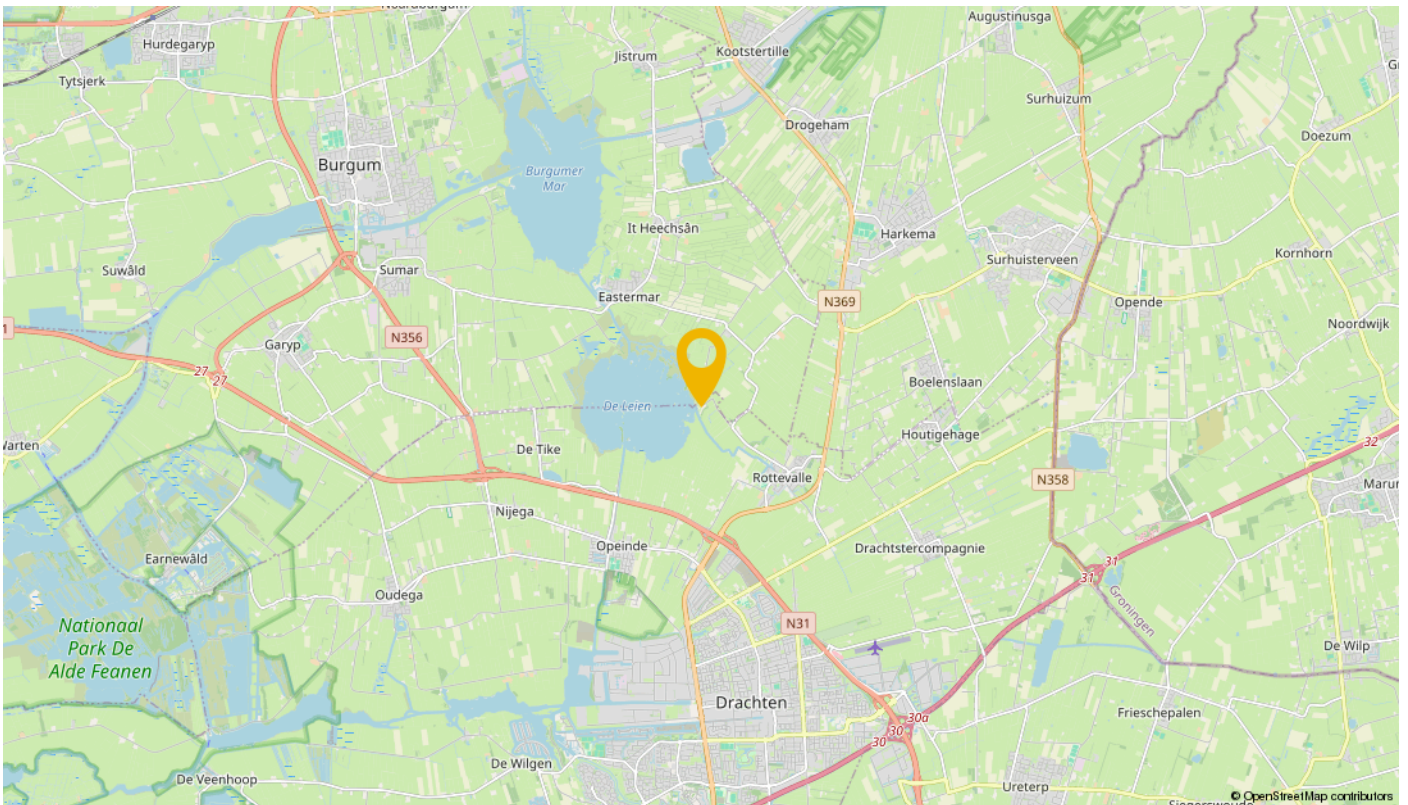 Noordburgum
Augustinusga
Hurdegaryp
Jistrum
Kootstertille
Tytsjerk
Surhuizum
Drogeham
Doezum
Burgum
Burgumer
Mar
It Heechsân
Harkema
Surhuisterveen
Kornhorn
Suwâld
Sumar
Eastermar
N369
Opende
Noordwijk
N356
Garyp
27
27
De Leien
Boelenslaan
Houtigehage
Warten
De Tike
32
Rottevalle
N358
Marum
Nijega
Opeinde
Drachtstercompagnie
Earnewâld
31
31
Oudega
Groningen
Nationaal
Park De
Alde Feanen
N31
De Wilp
Drachten
Frieschepalen
30a
30
30
De Wilgen
De Veenhoop
Ureterp
Siegerswoude
© OpenStreetMap contributors